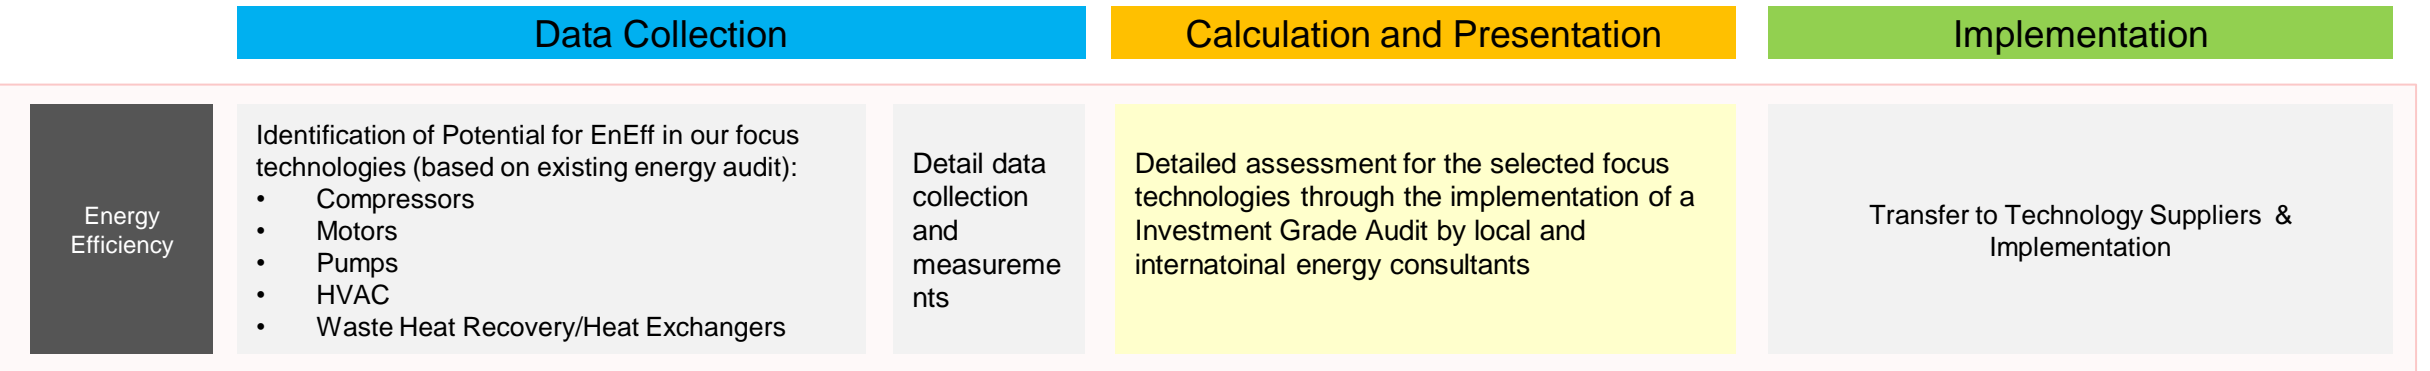 Data Collection
Calculation and Presentation
Implementation
Energy
Efficiency
Identification of Potential for EnEff in our focus
technologies (based on existing energy audit):
• Compressors
• Motors
• Pumps
• HVAC
• Waste Heat Recovery/Heat Exchangers
Detail data
collection
and
measureme
nts
Detailed assessment for the selected focus
technologies through the implementation of a
Investment Grade Audit by local and
internatoinal energy consultants
Transfer to Technology Suppliers &
Implementation